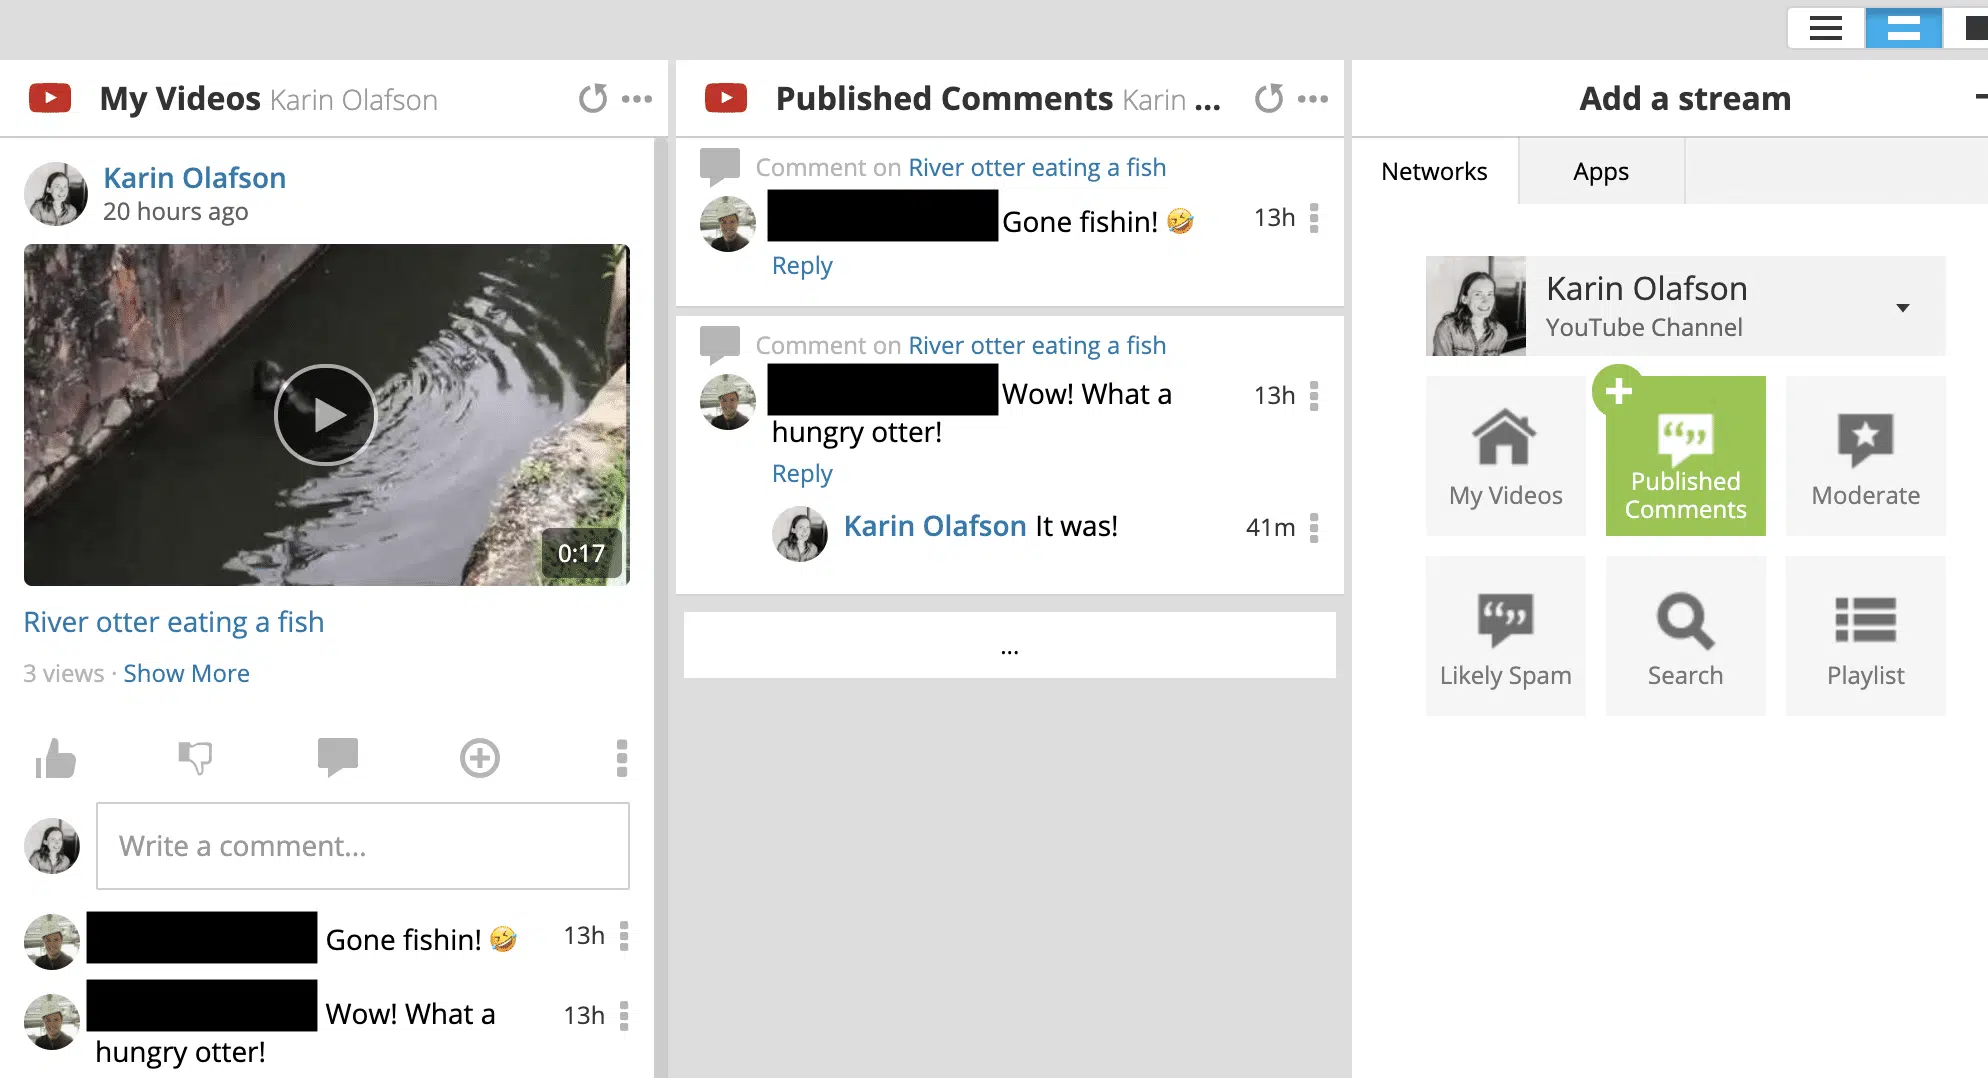 My Videos Karin Olafson
Karin Olafson
20 hours ago
0:17
River otter eating a fish
3 views · Show More
Write a comment...
Gone fishin! 🤣 13h
Wow! What a 13h
hungry otter!
Published Comments Karin ...
Comment on River otter eating a fish
Gone fishin! 🤣 13h
Reply
Comment on River otter eating a fish
Wow! What a 13h
hungry otter!
Reply
Karin Olafson It was! 41m
...
Add a stream
Networks Apps
Karin Olafson
YouTube Channel
My Videos
Published
Comments
Moderate
Likely Spam
Search
Playlist